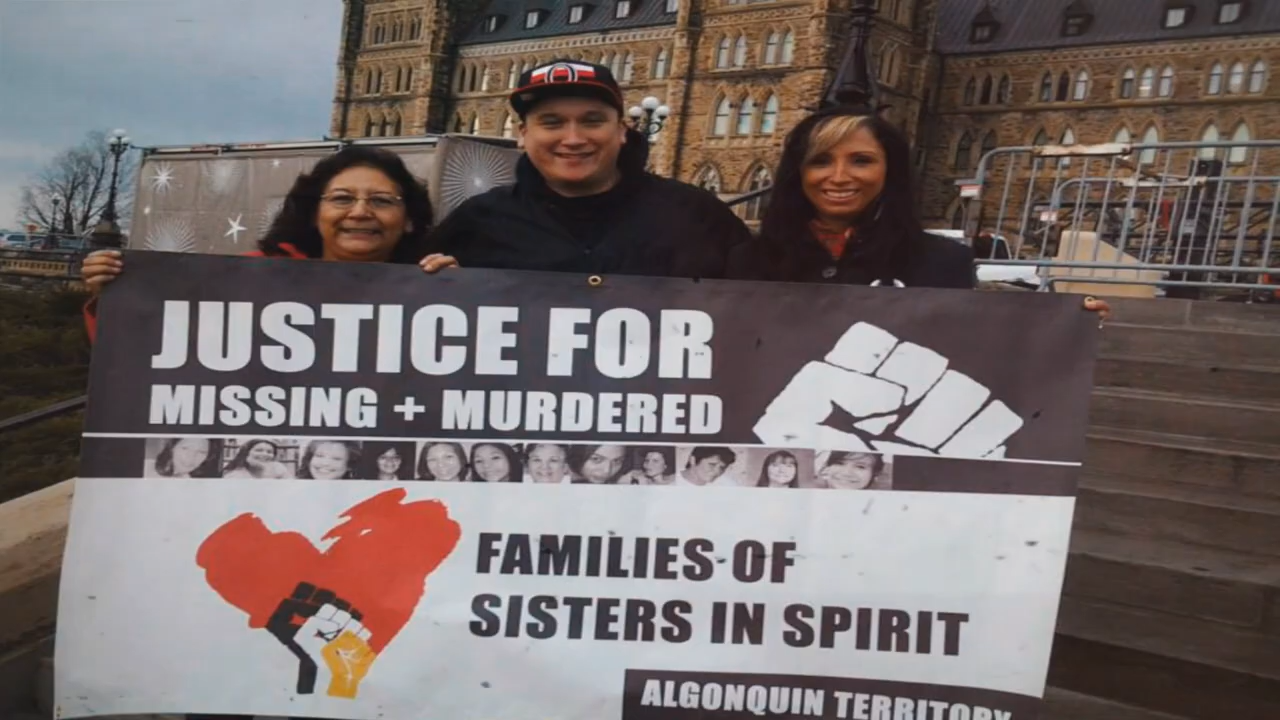 JUSTICE FOR
MISSING + MURDERED
FAMILIES OF
SISTERS IN SPIRIT
ALGONQUIN TERRITORY